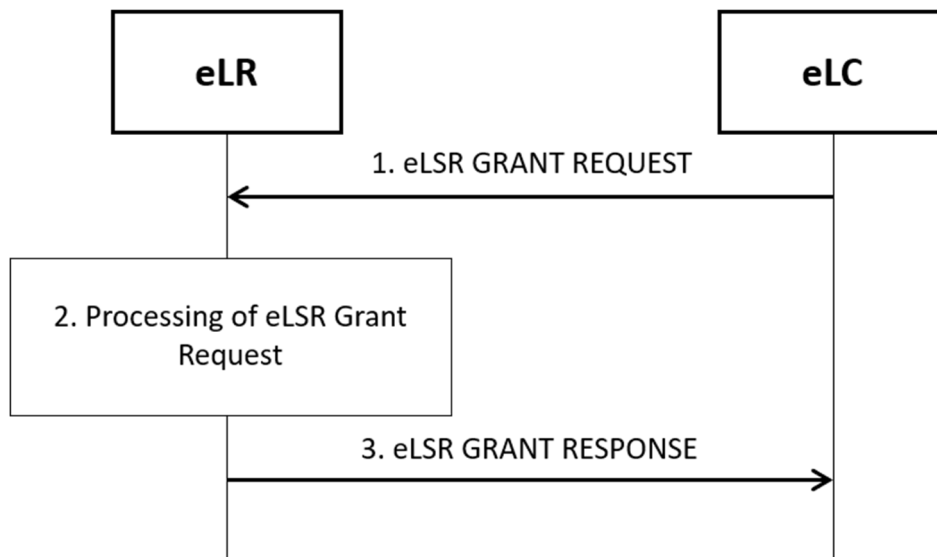 eLR
eLC
1. eLSR GRANT REQUEST
2. Processing of eLSR Grant
Request
3. eLSR GRANT RESPONSE